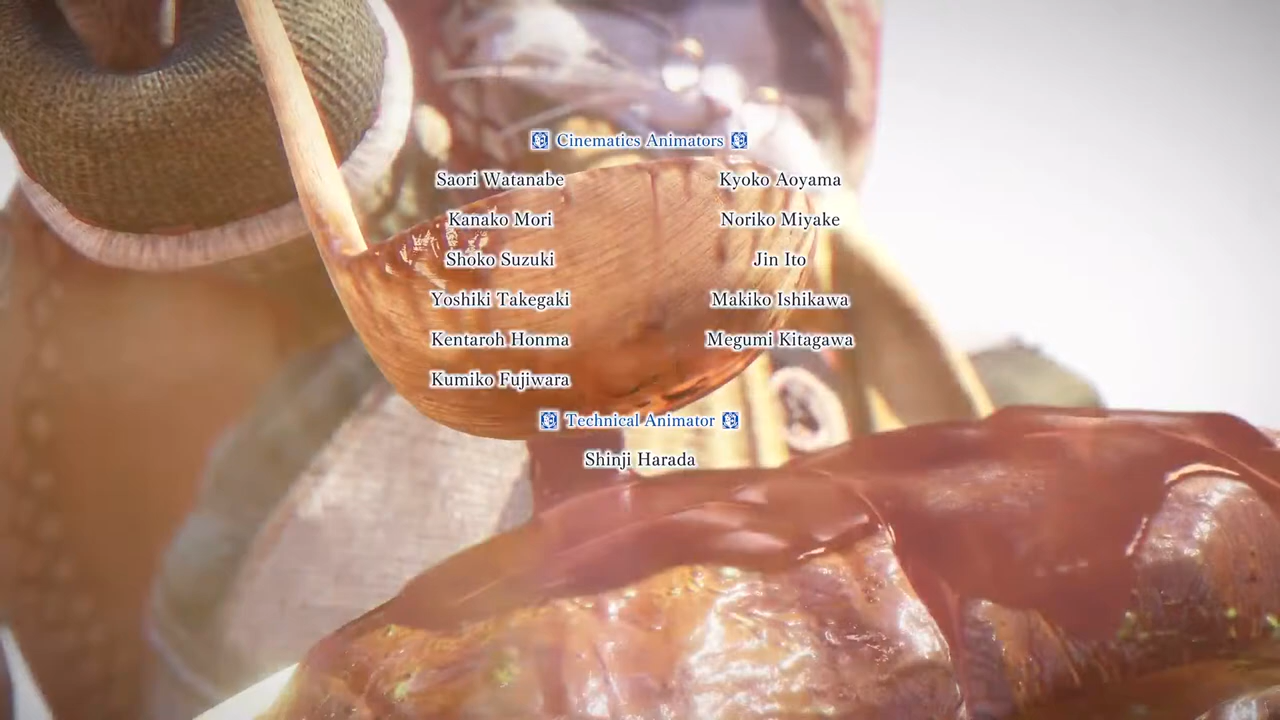 Cinematics Animators
Saori Watanabe Kyoko Aoyama
Kanako Mori Noriko Miyake
Shoko Suzuki Jin Ito
Yoshiki Takegaki Makiko Ishikawa
Kentaroh Honma Megumi Kitagawa
Kumiko Fujiwara
Technical Animator
Shinji Harada